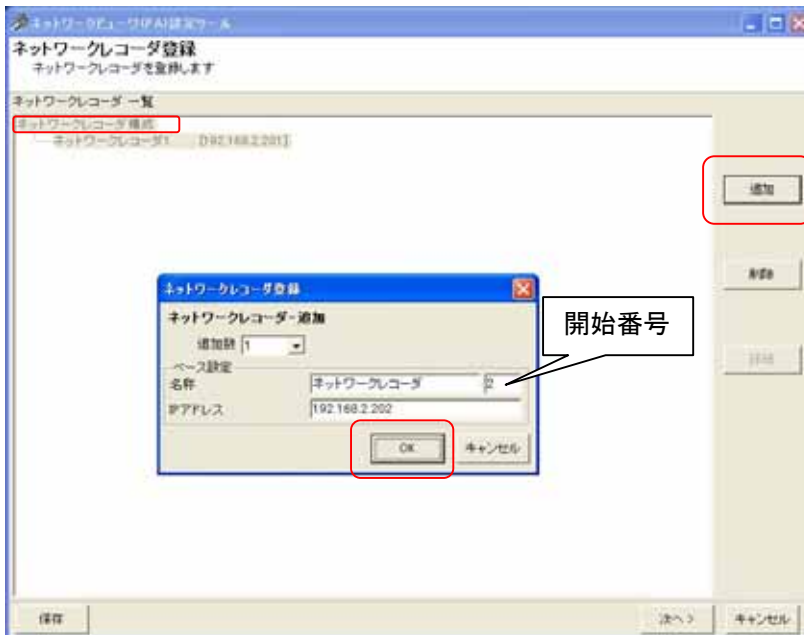 ネットワークビューワ(FA)設定ツール
ネットワークレコーダ登録
ネットワークレコーダを登録します
ネットワークレコーダ 一覧
ネットワークレコーダ構成
ネットワークレコーダ1 [192.168.2.201]
追加
削除
ネットワークレコーダ登録
ネットワークレコーダ-追加
追加数 1
ベース設定
名称 ネットワークレコーダ 2
IPアドレス 192.168.2.202
OK キャンセル
開始番号
保存 次へ> キャンセル